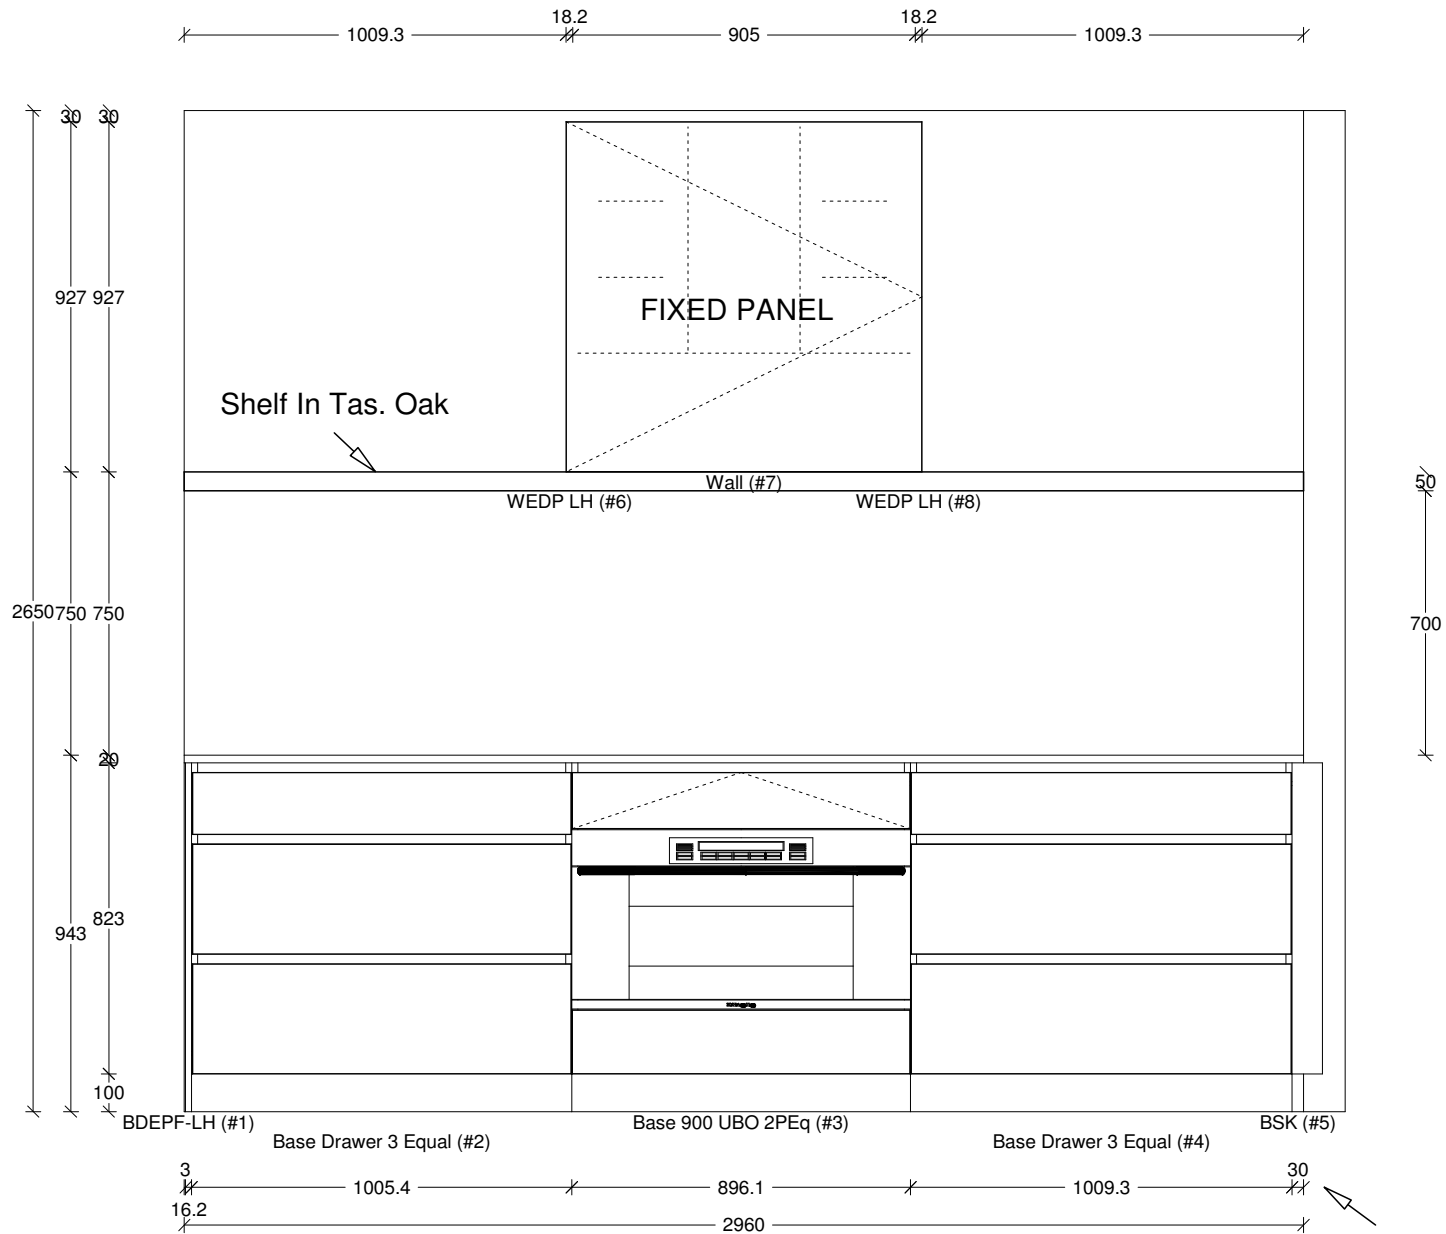 18.2 18.2
1009.3 905 1009.3
30 30
927 927
FIXED PANEL
Shelf In Tas. Oak
Wall (#7)
50
WEDP LH (#6) WEDP LH (#8)
2650 750 750
700
20
823
943
100
BDEPF-LH (#1) Base 900 UBO 2PEq (#3) BSK (#5)
Base Drawer 3 Equal (#2) Base Drawer 3 Equal (#4)
3 30
1005.4 896.1 1009.3
16.2
2960